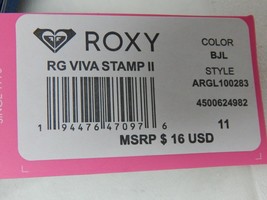 ROXY
RG VIVA STAMP II
COLOR
BJL
STYLE
ARGL100283
4500624982
1 94476 47097 6
11
MSRP $ 16 USD